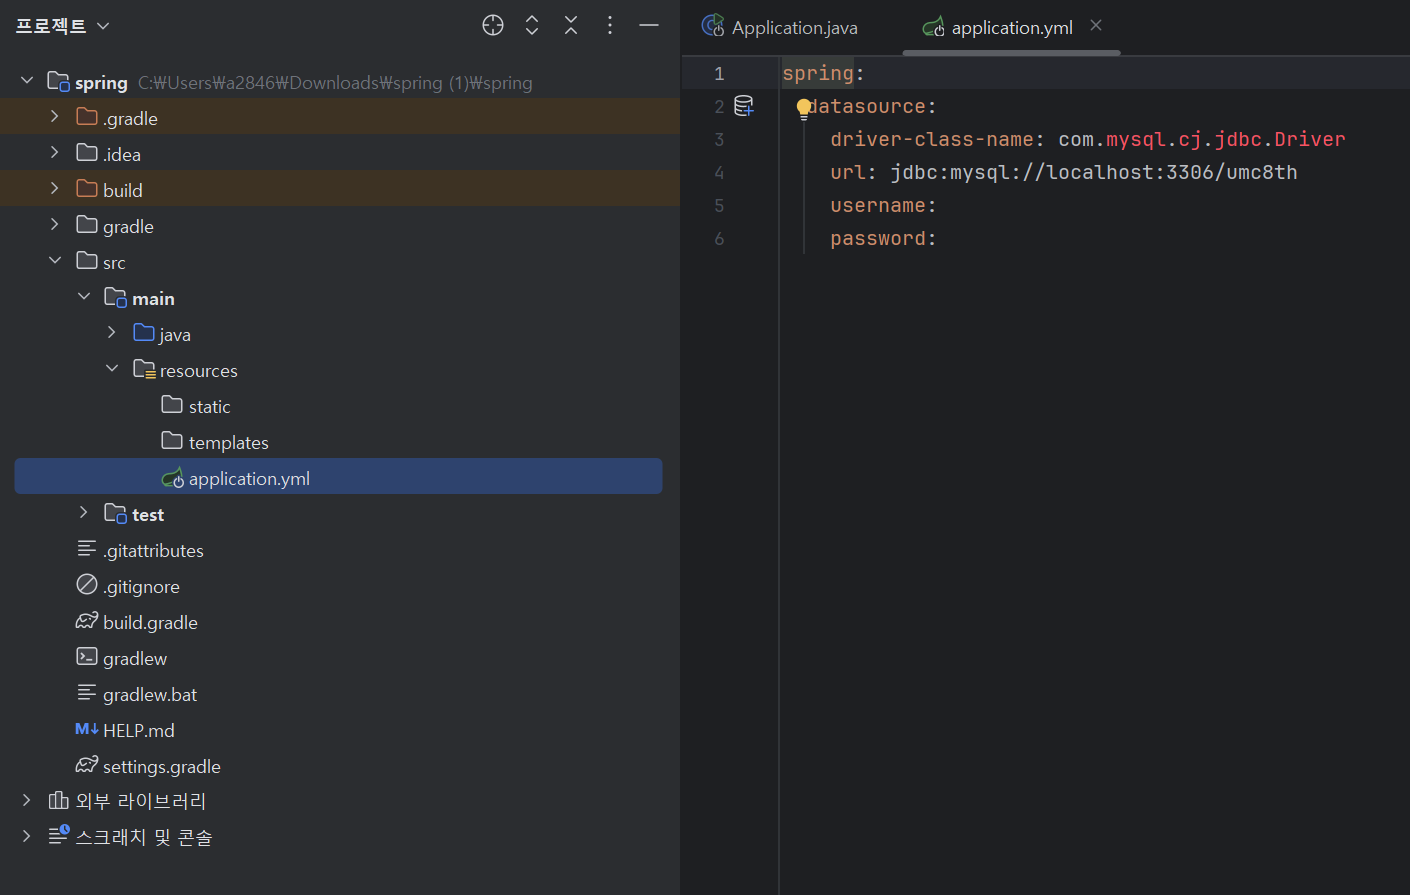 프로젝트
spring C:₩Users₩a2846₩Downloads₩spring (1)₩spring
.gradle
.idea
build
gradle
src
main
java
resources
static
templates
application.yml
test
.gitattributes
.gitignore
build.gradle
gradlew
gradlew.bat
M↓ HELP.md
settings.gradle
외부 라이브러리
스크래치 및 콘솔
Application.java
application.yml
1 spring:
2 datasource:
3 driver-class-name: com.mysql.cj.jdbc.Driver
4 url: jdbc:mysql://localhost:3306/umc8th
5 username:
6 password: